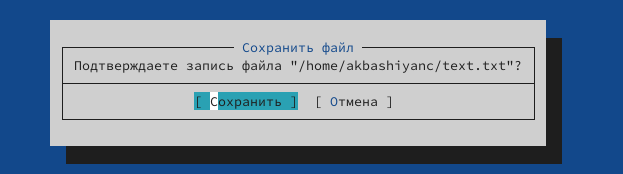 Сохранить файл
Подтверждаете запись файла "/home/akbashiyanc/text.txt"?
[ Сохранить ] [ Отмена ]